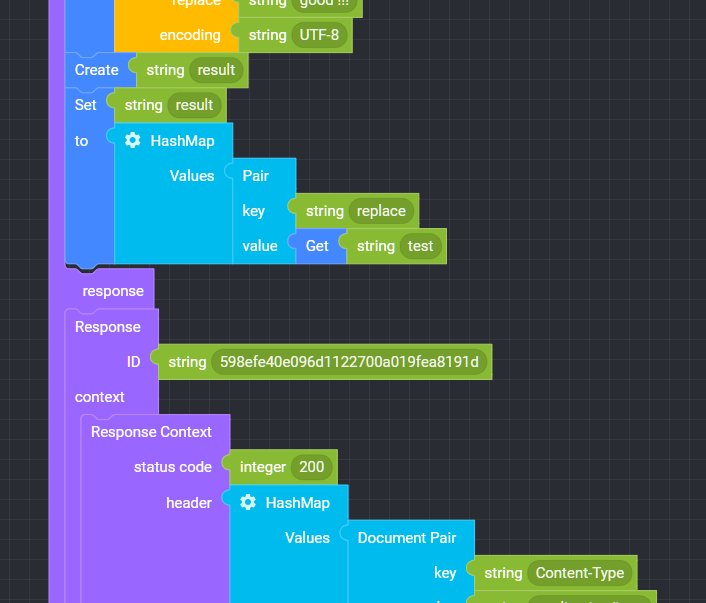 replace string good !!!
encoding string UTF-8
Create string result
Set string result
to HashMap
Values Pair
key string replace
value Get string test
response
Response
ID string 598efe40e096d1122700a019fea8191d
context
Response Context
status code integer 200
header HashMap
Values Document Pair
key string Content-Type